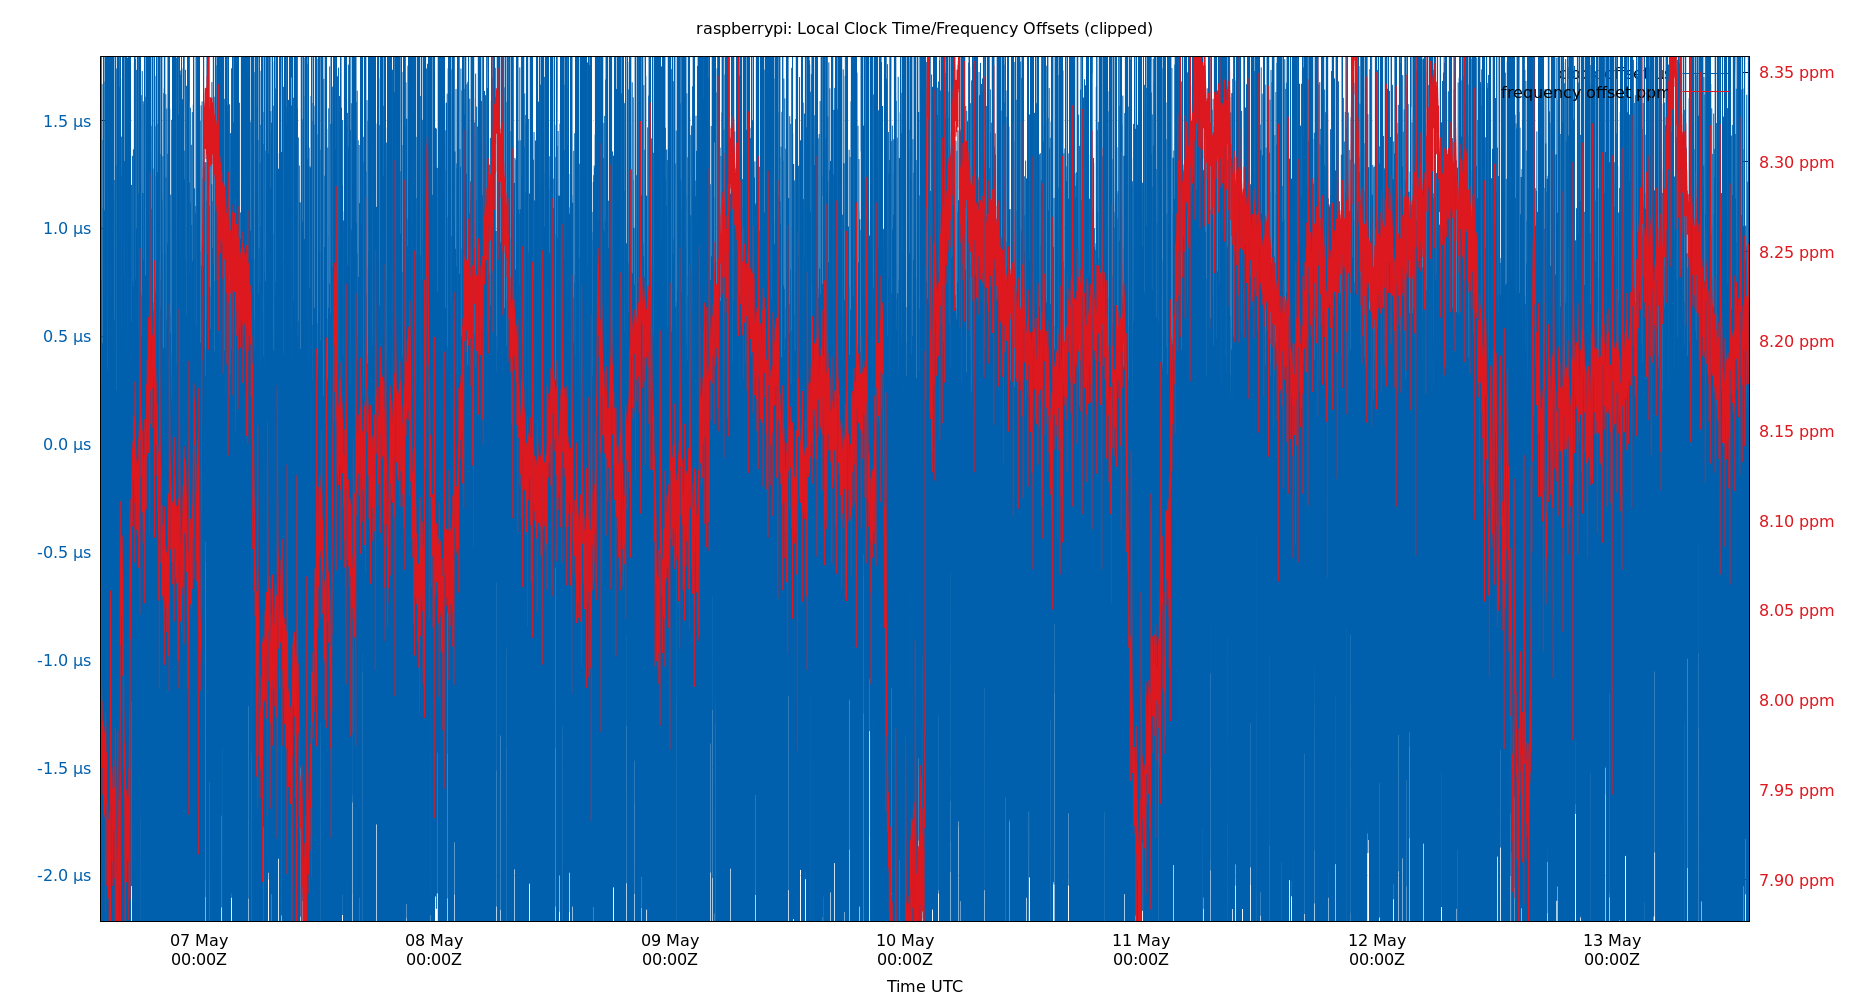 raspberrypi: Local Clock Time/Frequency Offsets (clipped)
clock offset us
frequency offset ppm
1.5 µs
1.0 µs
0.5 µs
0.0 µs
-0.5 µs
-1.0 µs
-1.5 µs
-2.0 µs
8.35 ppm
8.30 ppm
8.25 ppm
8.20 ppm
8.15 ppm
8.10 ppm
8.05 ppm
8.00 ppm
7.95 ppm
7.90 ppm
07 May
00:00Z
08 May
00:00Z
09 May
00:00Z
10 May
00:00Z
11 May
00:00Z
12 May
00:00Z
13 May
00:00Z
Time UTC